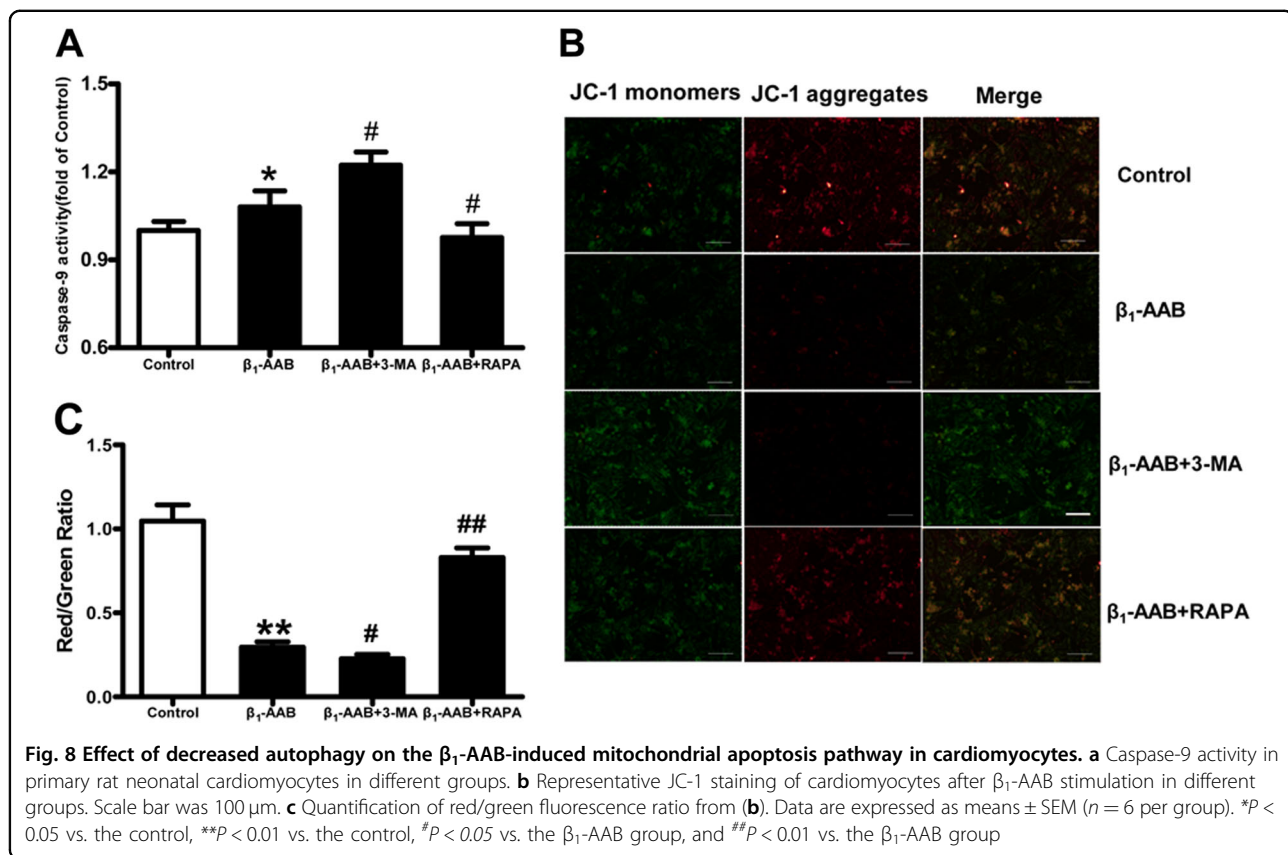 A
Caspase-9 activity(fold of Control)
1.5
1.2
0.9
0.6
*
#
#
Control
β₁-AAB
β₁-AAB+3-MA
β₁-AAB+RAPA
B
JC-1 monomers
JC-1 aggregates
Merge
Control
β₁-AAB
β₁-AAB+3-MA
β₁-AAB+RAPA
C
Red/Green Ratio
1.5
1.0
0.5
0.0
**
#
##
Control
β₁-AAB
β₁-AAB+3-MA
β₁-AAB+RAPA
Fig. 8 Effect of decreased autophagy on the β₁-AAB-induced mitochondrial apoptosis pathway in cardiomyocytes. a Caspase-9 activity in
primary rat neonatal cardiomyocytes in different groups. b Representative JC-1 staining of cardiomyocytes after β₁-AAB stimulation in different
groups. Scale bar was 100 μm. c Quantification of red/green fluorescence ratio from (b). Data are expressed as means ± SEM (n = 6 per group). *P <
0.05 vs. the control, **P < 0.01 vs. the control, #P < 0.05 vs. the β₁-AAB group, and ##P < 0.01 vs. the β₁-AAB group